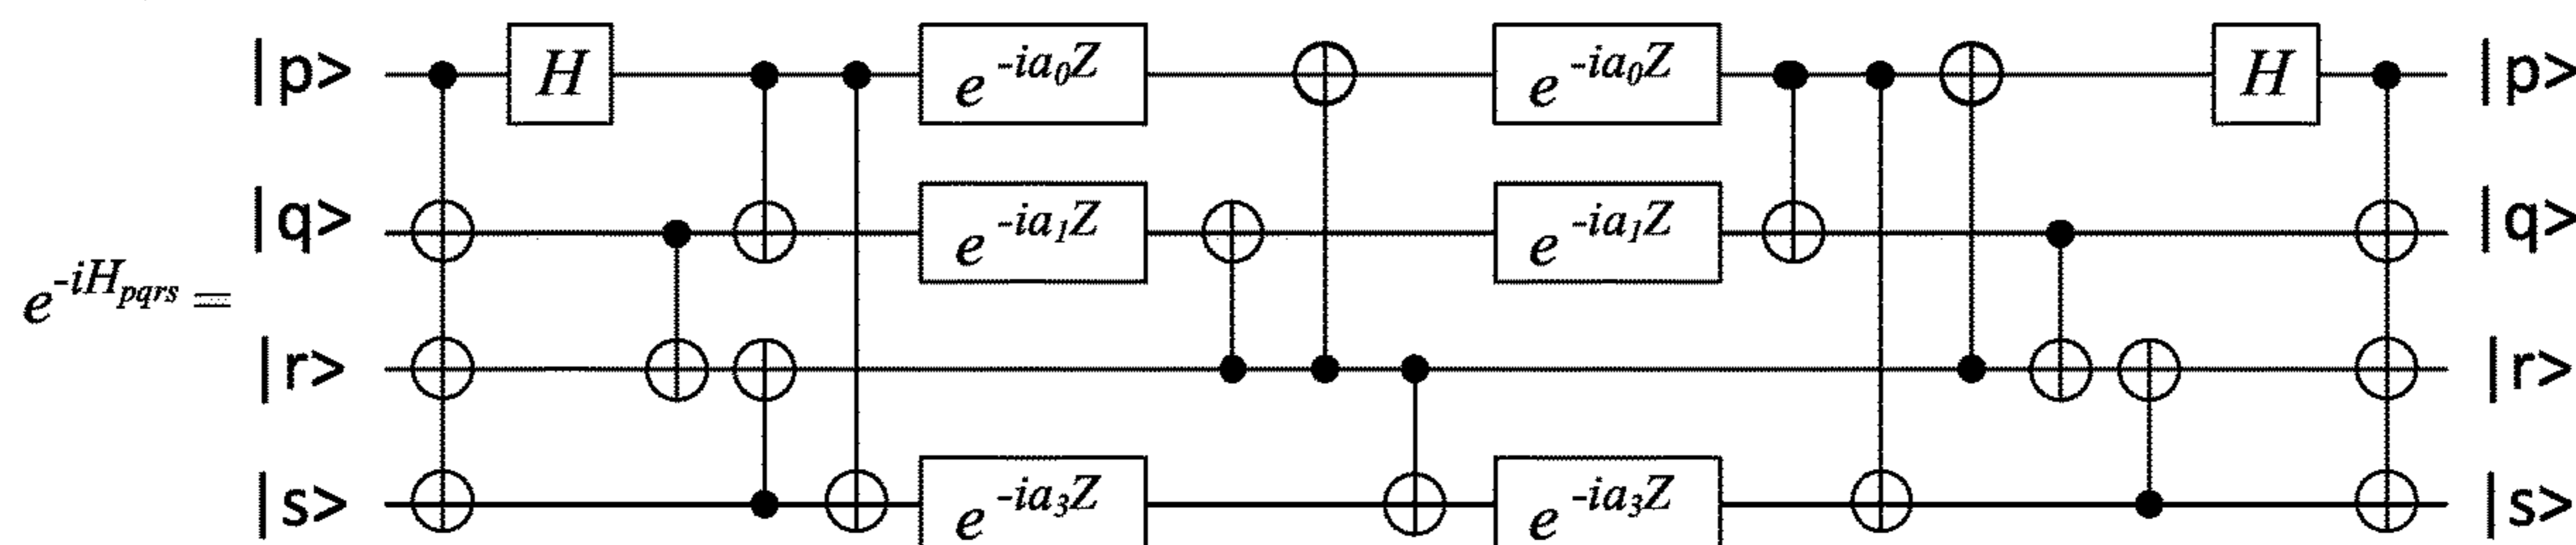 |p> H e^{-ia_0Z} e^{-ia_0Z} H |p>
|q> e^{-ia_1Z} e^{-ia_1Z} |q>
e^{-iH_{pqrs}} =
|r> |r>
|s> e^{-ia_3Z} e^{-ia_3Z} |s>